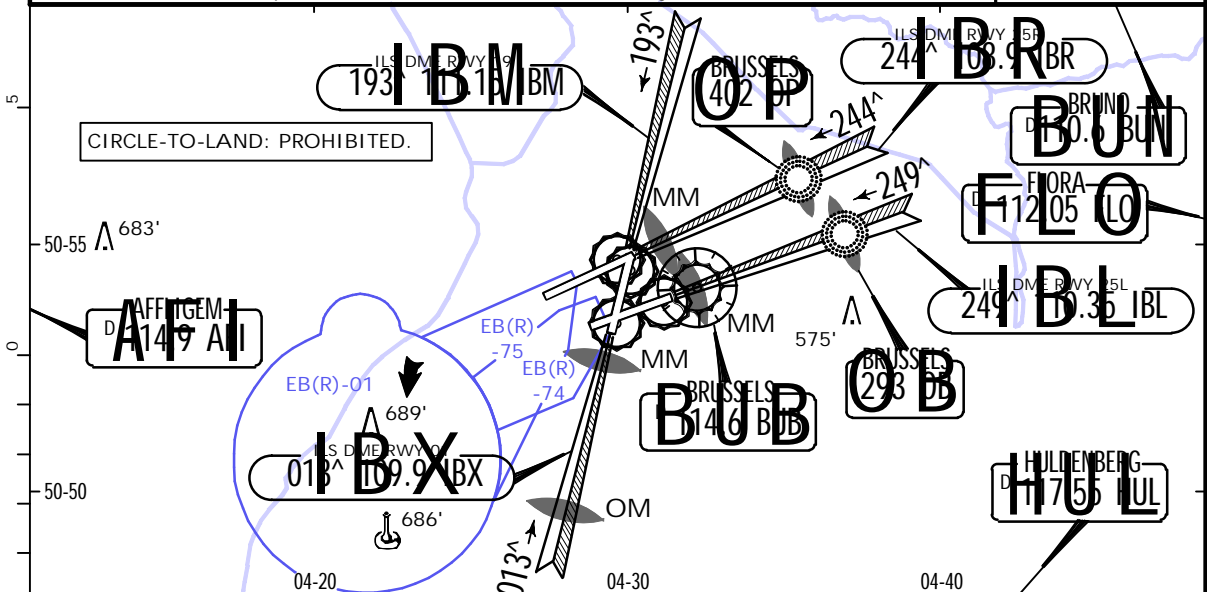 ILS DME RWY 19
193^ 111.15 IBM
IBM
193^
BRUSSELS
402 OP
OP
ILS DME RWY 25R
244^ 108.9 IBR
IBR
244^
BRUNO
D 110.6 BUN
BUN
5
CIRCLE-TO-LAND: PROHIBITED.
MM
249^
FLORA
D 112.05 FLO
FLO
50-55
683'
AFFLIGEM
D 114.9 AFI
AFI
ILS DME RWY 25L
249^ 110.35 IBL
IBL
0
EB(R)
-75
MM
575'
MM
EB(R)
-74
EB(R)-01
BRUSSELS
293 OB
OB
BRUSSELS
D 114.6 BUB
BUB
689'
ILS DME RWY 01
013^ 109.9 IBX
IBX
HULDENBERG
D 117.55 HUL
HUL
50-50
OM
686'
013^
04-20
04-30
04-40